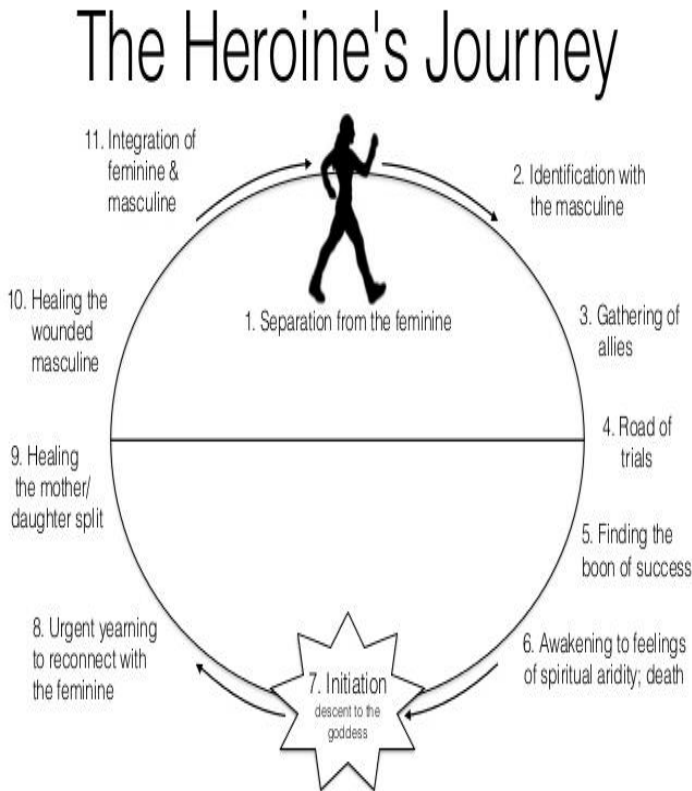 The Heroine's Journey
1. Separation from the feminine
2. Identification with
the masculine
3. Gathering of
allies
4. Road of
trials
5. Finding the
boon of success
6. Awakening to feelings
of spiritual aridity; death
7. Initiation
descent to the
goddess
8. Urgent yearning
to reconnect with
the feminine
9. Healing
the mother/
daughter split
10. Healing the
wounded
masculine
11. Integration of
feminine &
masculine